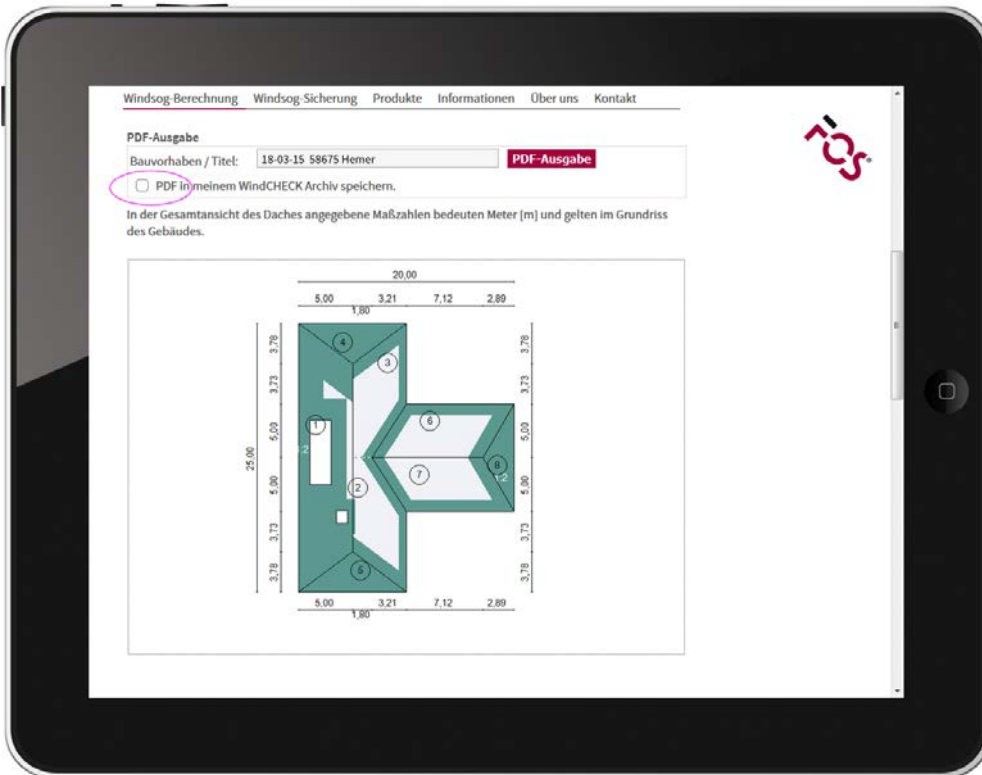 Windsog-Berechnung Windsog-Sicherung Produkte Informationen Über uns Kontakt
PDF-Ausgabe
Bauvorhaben / Titel: 18-03-15 58675 Hemer PDF-Ausgabe
PDF in meinem WindCHECK Archiv speichern.
FOS
In der Gesamtansicht des Daches angegebene Maßzahlen bedeuten Meter [m] und gelten im Grundriss
des Gebäudes.
20,00
5,00 3,21 7,12 2,89
1,80
3,78 4 3,78
3,73 3 3,73
25,00
5,00 1 6 5,00
1.2
5,00 2 7 8 5,00
1.2
3,73 3,73
3,78 5 3,78
5,00 3,21 7,12 2,89
1,80